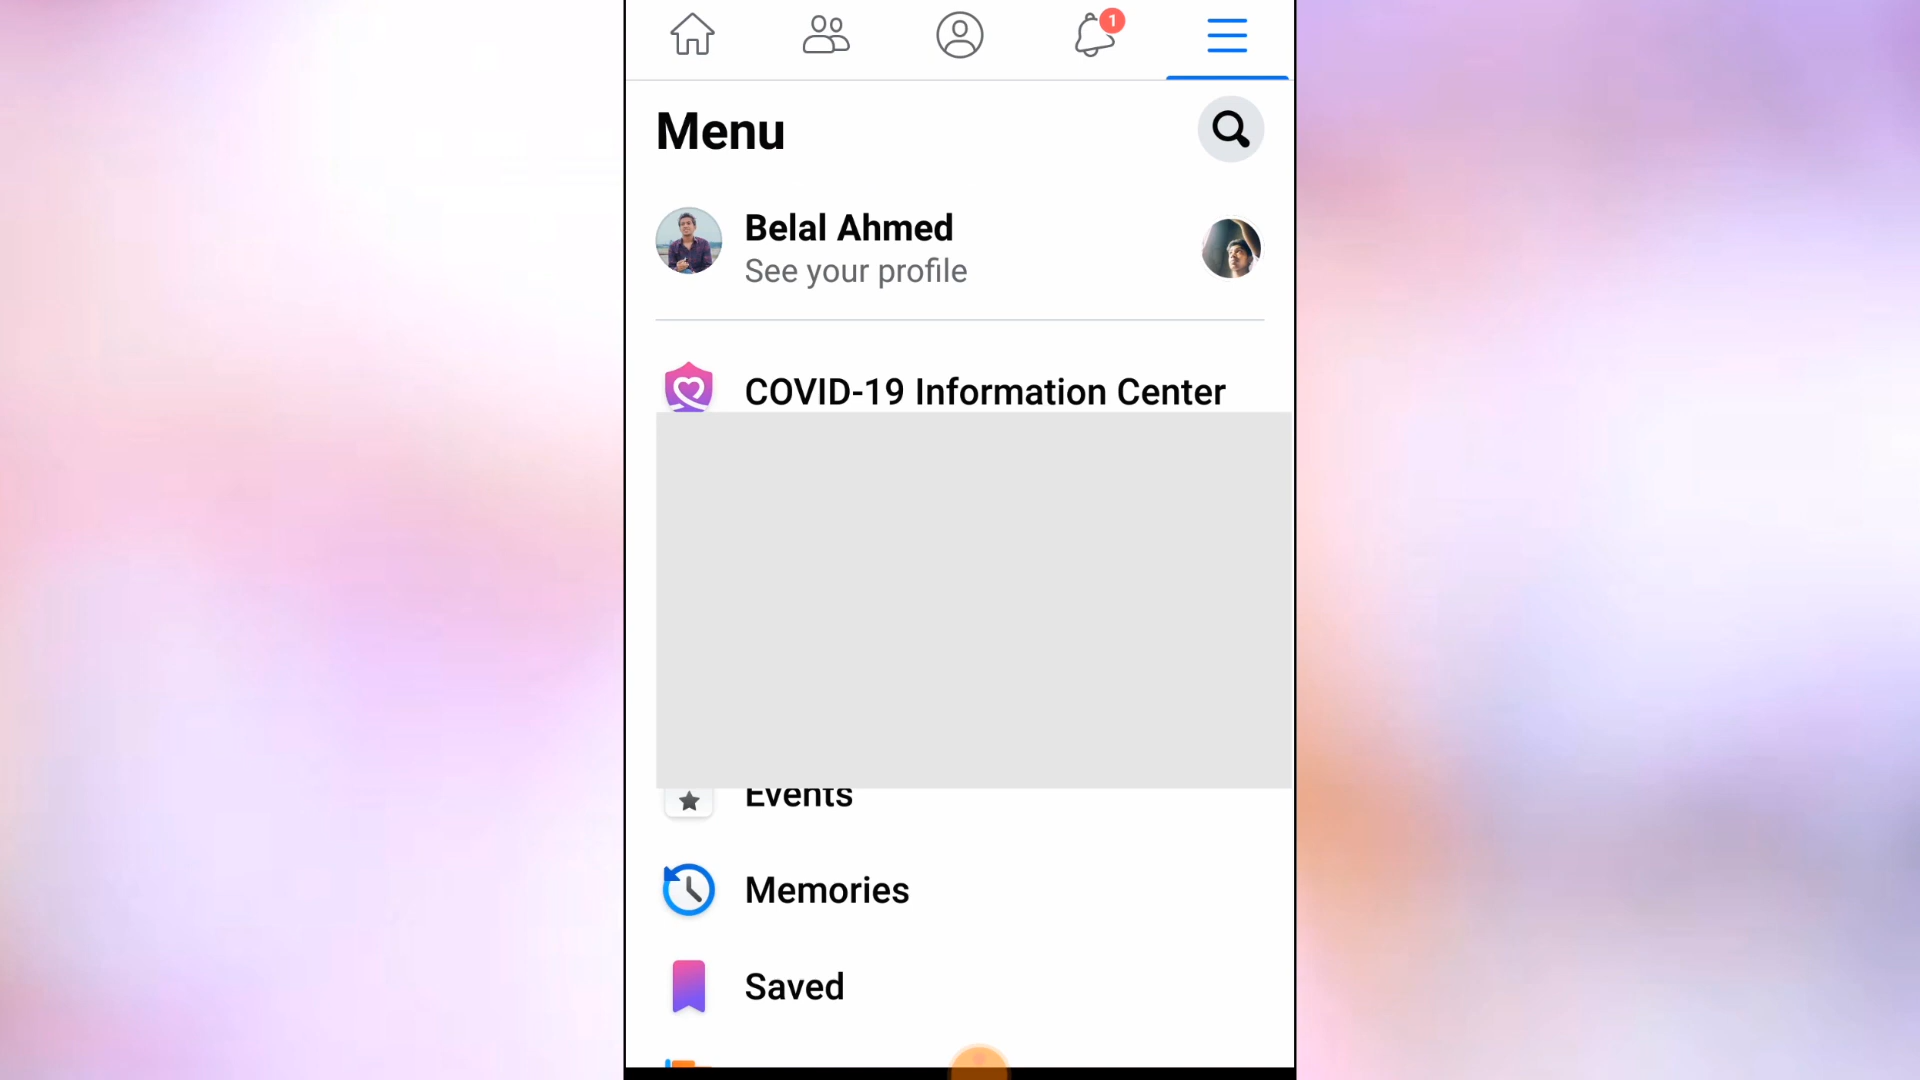 1
Menu
Belal Ahmed
See your profile
COVID-19 Information Center
Events
Memories
Saved